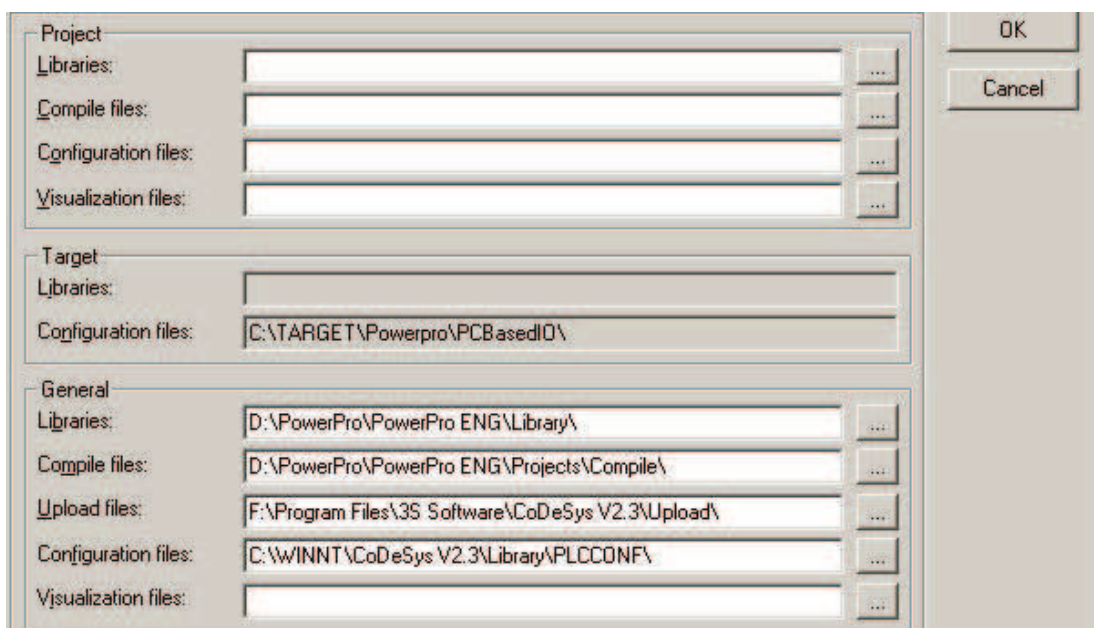 Project
OK
Libraries: ...
Cancel
Compile files: ...
Configuration files: ...
Visualization files: ...
Target
Libraries:
Configuration files: C:\TARGET\Powerpro\PCBasedIO\
General
Libraries: D:\PowerPro\PowerPro ENG\Library\ ...
Compile files: D:\PowerPro\PowerPro ENG\Projects\Compile\ ...
Upload files: F:\Program Files\3S Software\CoDeSys V2.3\Upload\ ...
Configuration files: C:\WINNT\CoDeSys V2.3\Library\PLCCONF\ ...
Visualization files: ...